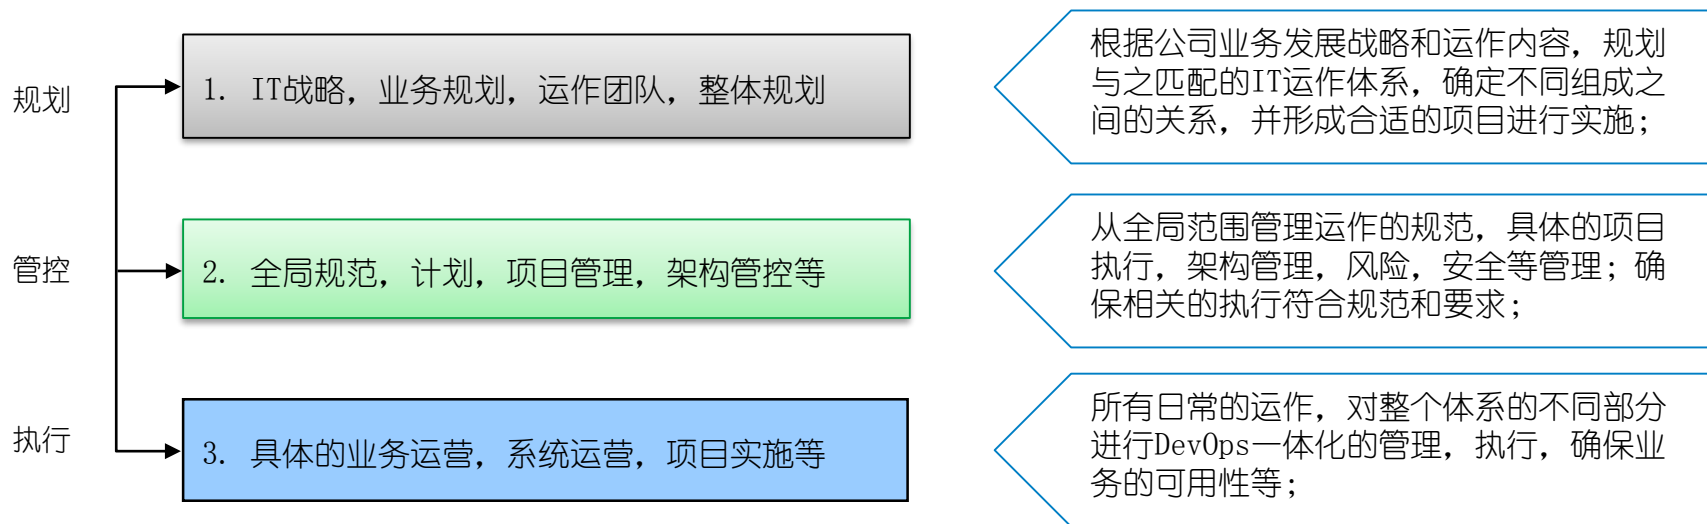 规划
1. IT战略，业务规划，运作团队，整体规划
根据公司业务发展战略和运作内容，规划
与之匹配的IT运作体系，确定不同组成之
间的关系，并形成合适的项目进行实施；
管控
2. 全局规范，计划，项目管理，架构管控等
从全局范围管理运作的规范，具体的项目
执行，架构管理，风险，安全等管理；确
保相关的执行符合规范和要求；
执行
3. 具体的业务运营，系统运营，项目实施等
所有日常的运作，对整个体系的不同部分
进行DevOps一体化的管理，执行，确保业
务的可用性等；